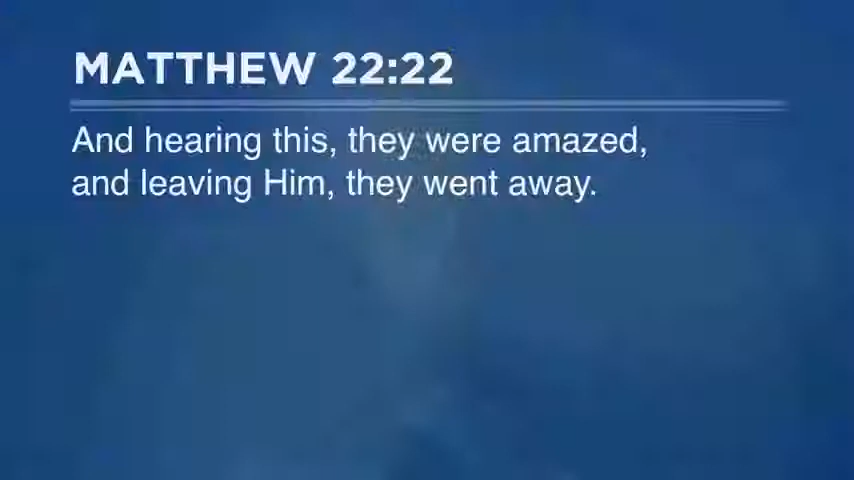 MATTHEW 22:22
And hearing this, they were amazed,
and leaving Him, they went away.